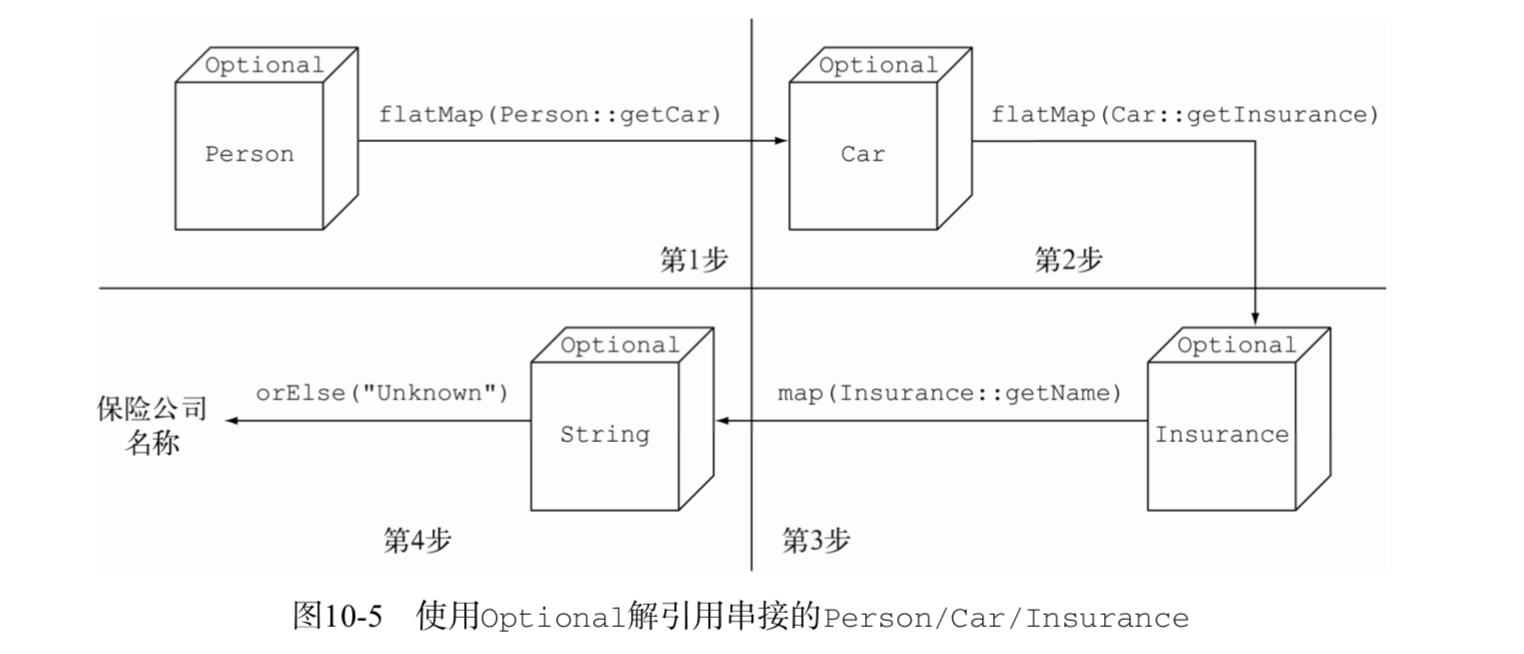 Optional
Person
flatMap(Person::getCar)
第1步
Optional
Car
flatMap(Car::getInsurance)
第2步
Optional
Insurance
map(Insurance::getName)
第3步
Optional
String
orElse("Unknown")
保险公司
名称
第4步
图10-5 使用Optional解引用串接的Person/Car/Insurance